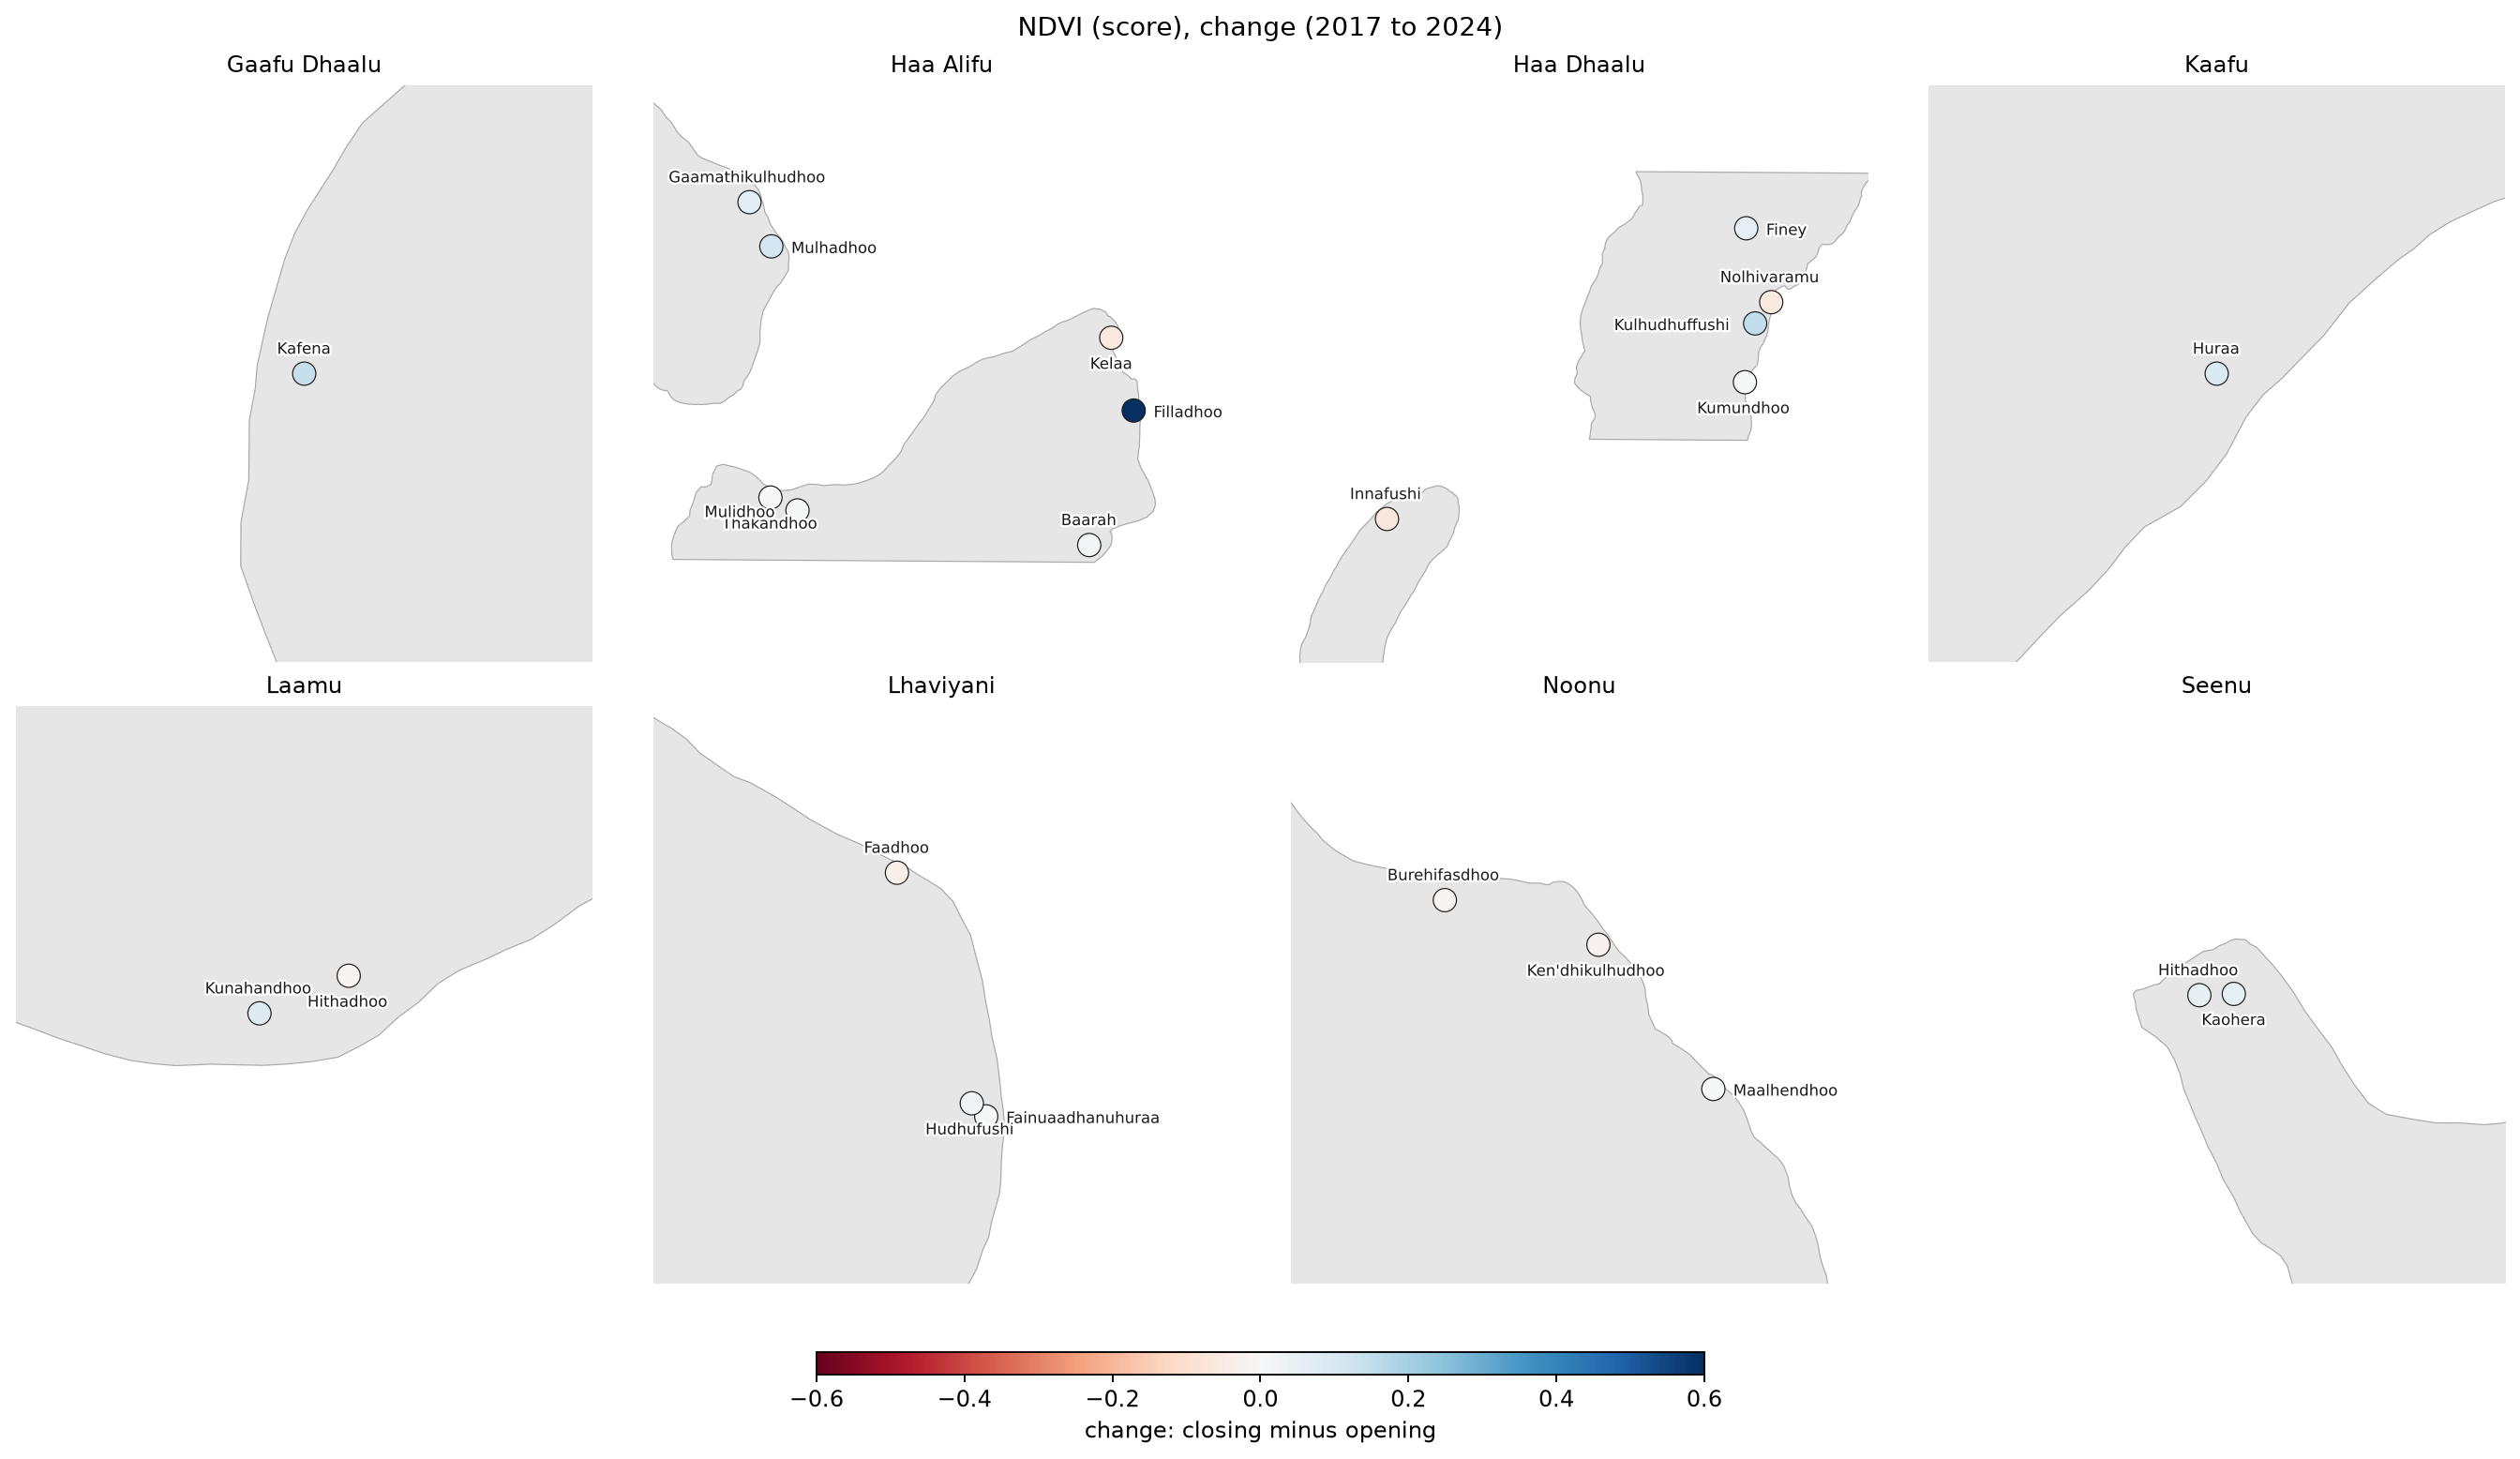 NDVI (score), change (2017 to 2024)
Gaafu Dhaalu
Haa Alifu
Haa Dhaalu
Kaafu
Kafena
Gaamathikulhudhoo
Mulhadhoo
Kelaa
Filladhoo
Mulidhoo
Thakandhoo
Baarah
Finey
Nolhivaramu
Kulhudhuffushi
Kumundhoo
Innafushi
Huraa
Laamu
Lhaviyani
Noonu
Seenu
Kunahandhoo
Hithadhoo
Faadhoo
Hudhufushi
Fainuaadhanuhuraa
Burehifasdhoo
Ken'dhikulhudhoo
Maalhendhoo
Hithadhoo
Kaohera
−0.6 −0.4 −0.2 0.0 0.2 0.4 0.6
change: closing minus opening